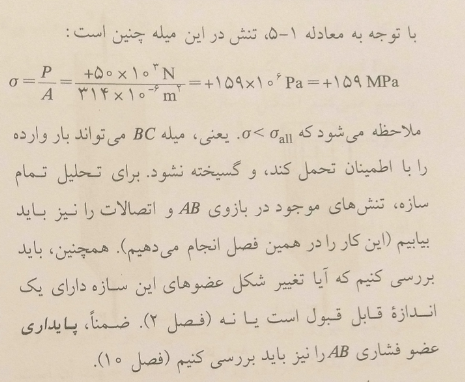 با توجه به معادله ۱-۵، تنش در این میله چنین است:
σ = P/A = +۵۰×۱۰³ N / ۳۱۴×۱۰⁻⁶ m² = +۱۵۹×۱۰⁶ Pa = +۱۵۹ MPa
ملاحظه می‌شود که σ < σall. یعنی، میله BC می‌تواند بار وارده
را با اطمینان تحمل کند، و گسیخته نشود. برای تحلیل تمام
سازه، تنش‌های موجود در بازوی AB و اتصالات را نیز باید
بیابیم (این کار را در همین فصل انجام می‌دهیم). همچنین، باید
بررسی کنیم که آیا تغییر شکل عضوهای این سازه دارای یک
اندازهٔ قابل قبول است یا نه (فصل ۲). ضمناً، پایداری
عضو فشاری AB را نیز باید بررسی کنیم (فصل ۱۰).